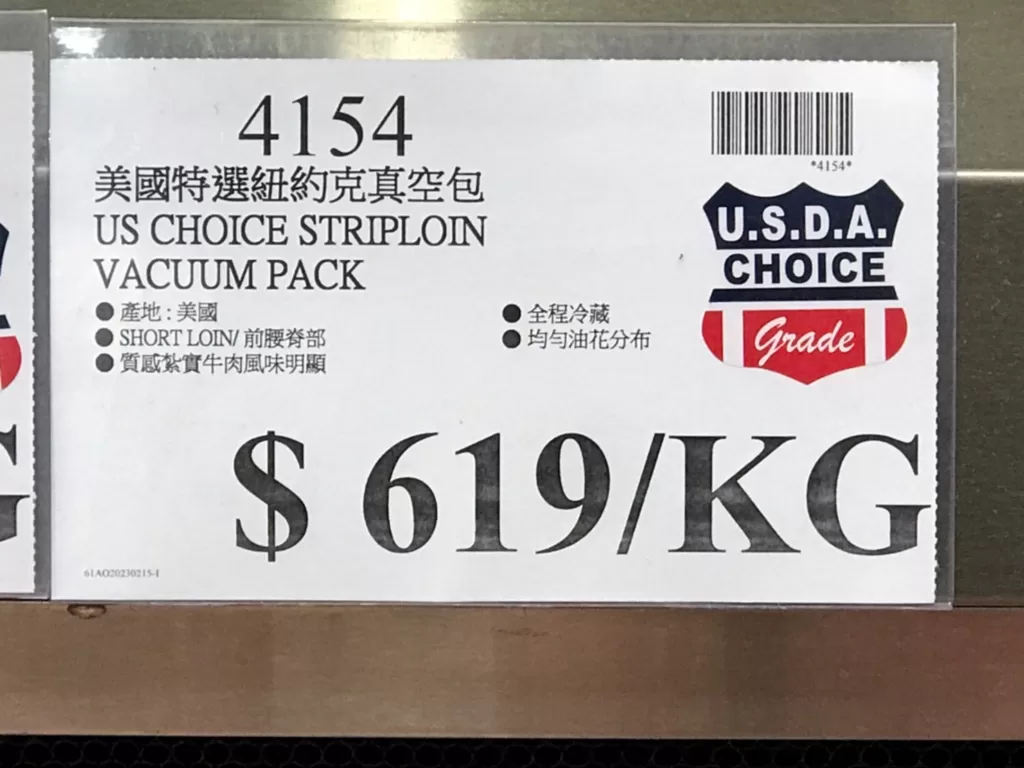 4154
*4154*
美國特選紐約克真空包
US CHOICE STRIPLOIN
VACUUM PACK
U.S.D.A.
CHOICE
Grade
● 產地 : 美國
● SHORT LOIN/ 前腰脊部
● 質感紮實牛肉風味明顯
● 全程冷藏
● 均勻油花分布
$ 619/KG
61AO20230215-1